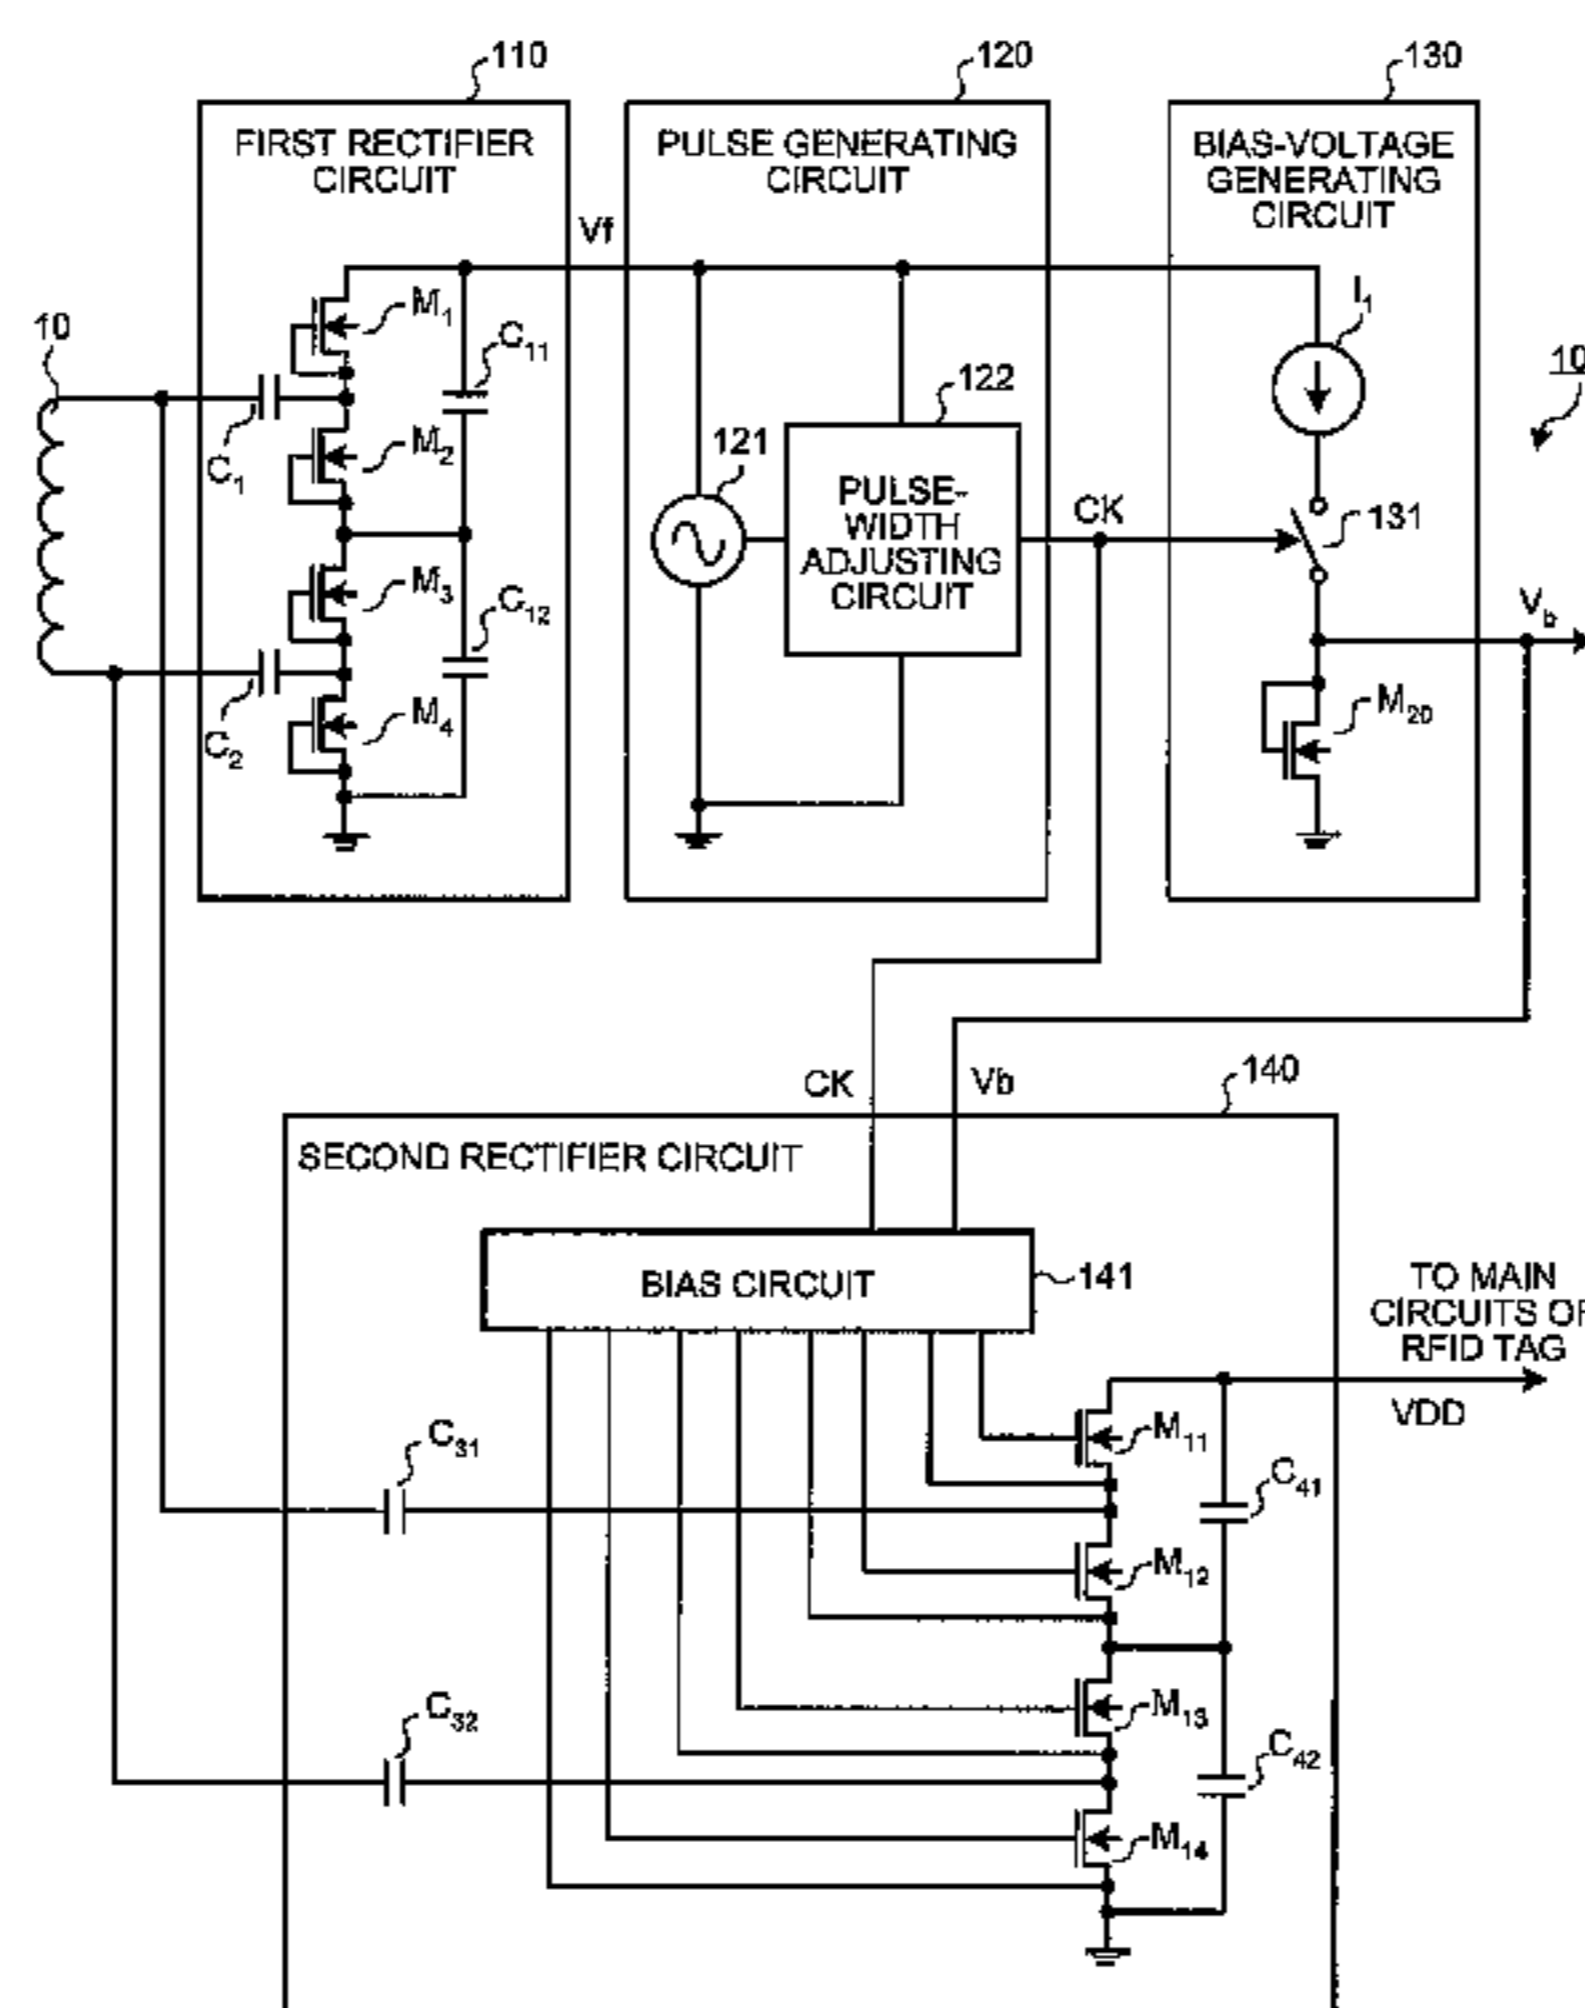 110
120
130
FIRST RECTIFIER
CIRCUIT
PULSE GENERATING
CIRCUIT
BIAS-VOLTAGE
GENERATING
CIRCUIT
Vf
10
M1
C11
I1
10
122
121
C1
M2
PULSE-
WIDTH
ADJUSTING
CIRCUIT
CK
131
M3
C12
Vb
C2
M4
M20
CK
Vb
140
SECOND RECTIFIER CIRCUIT
BIAS CIRCUIT
141
TO MAIN
CIRCUITS OF
RFID TAG
VDD
C31
M11
C41
M12
C32
M13
C42
M14